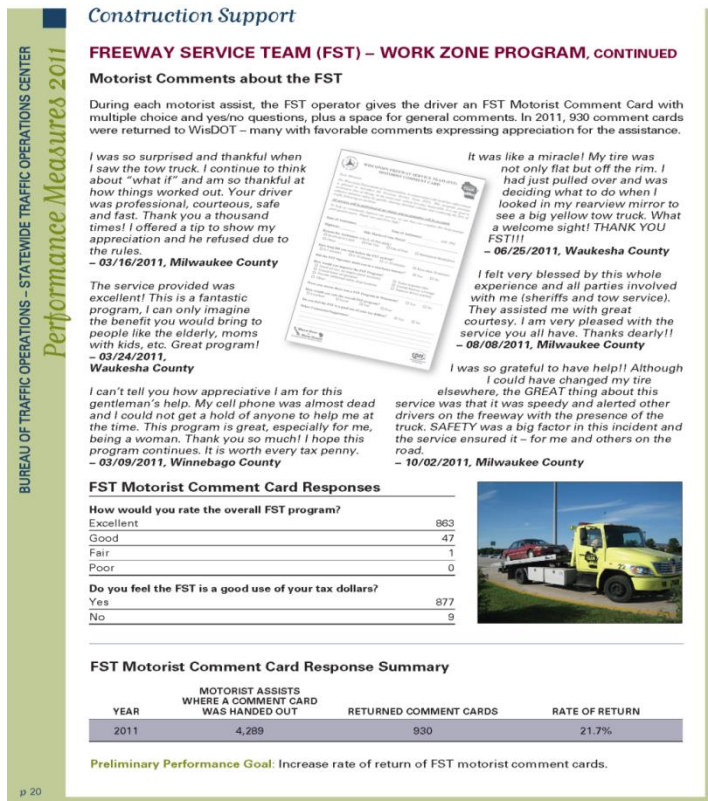 Construction Support
FREEWAY SERVICE TEAM (FST) – WORK ZONE PROGRAM, CONTINUED
Motorist Comments about the FST
During each motorist assist, the FST operator gives the driver an FST Motorist Comment Card with
multiple choice and yes/no questions, plus a space for general comments. In 2011, 930 comment cards
were returned to WisDOT – many with favorable comments expressing appreciation for the assistance.
I was so surprised and thankful when
I saw the tow truck. I continue to think
about “what if” and am so thankful at
how things worked out. Your driver
was professional, courteous, safe
and fast. Thank you a thousand
times! I offered a tip to show my
appreciation and he refused due to
the rules.
– 03/16/2011, Milwaukee County
The service provided was
excellent! This is a fantastic
program, I can only imagine
the benefit you would bring to
people like the elderly, moms
with kids, etc. Great program!
– 03/24/2011,
Waukesha County
I can’t tell you how appreciative I am for this
gentleman’s help. My cell phone was almost dead
and I could not get a hold of anyone to help me at
the time. This program is great, especially for me,
being a woman. Thank you so much! I hope this
program continues. It is worth every tax penny.
– 03/09/2011, Winnebago County
WISCONSIN FREEWAY SERVICE TEAM (FST)
MOTORIST COMMENT CARD
It was like a miracle! My tire was
not only flat but off the rim. I
had just pulled over and was
deciding what to do when I
looked in my rearview mirror to
see a big yellow tow truck. What
a welcome sight! THANK YOU
FST!!!
– 06/25/2011, Waukesha County
I felt very blessed by this whole
experience and all parties involved
with me (sheriffs and tow service).
They assisted me with great
courtesy. I am very pleased with the
service you all have. Thanks dearly!!
– 08/08/2011, Milwaukee County
I was so grateful to have help!! Although
I could have changed my tire
elsewhere, the GREAT thing about this
service was that it was speedy and alerted other
drivers on the freeway with the presence of the
truck. SAFETY was a big factor in this incident and
the service ensured it – for me and others on the
road.
– 10/02/2011, Milwaukee County
FST Motorist Comment Card Responses
How would you rate the overall FST program?
Excellent 863
Good 47
Fair 1
Poor 0
Do you feel the FST is a good use of your tax dollars?
Yes 877
No 9
FST Motorist Comment Card Response Summary
YEAR MOTORIST ASSISTS WHERE A COMMENT CARD WAS HANDED OUT RETURNED COMMENT CARDS RATE OF RETURN
2011 4,289 930 21.7%
Preliminary Performance Goal: Increase rate of return of FST motorist comment cards.
BUREAU OF TRAFFIC OPERATIONS – STATEWIDE TRAFFIC OPERATIONS CENTER
Performance Measures 2011
p 20